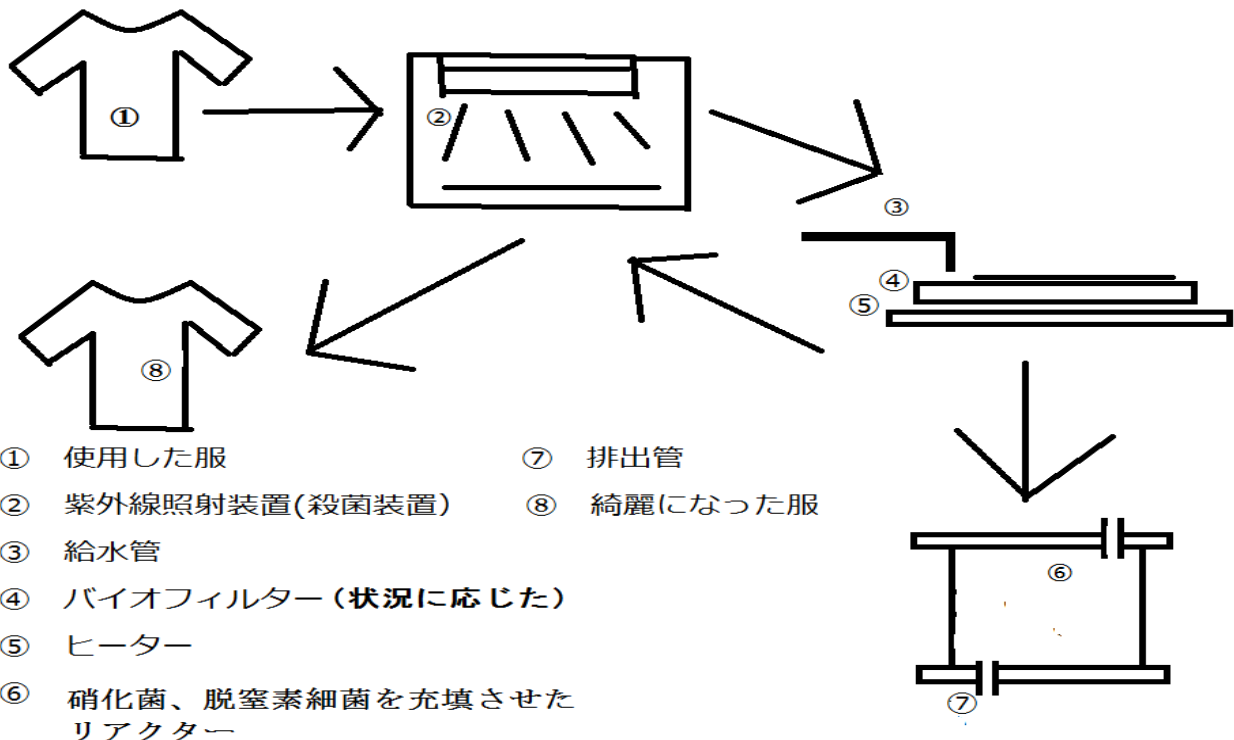 ①
②
③
④
⑤
⑧
⑥
⑦
① 使用した服
② 紫外線照射装置(殺菌装置）
③ 給水管
④ バイオフィルター（状況に応じた）
⑤ ヒーター
⑥ 硝化菌、脱窒素細菌を充填させた
リアクター
⑦ 排出管
⑧ 綺麗になった服